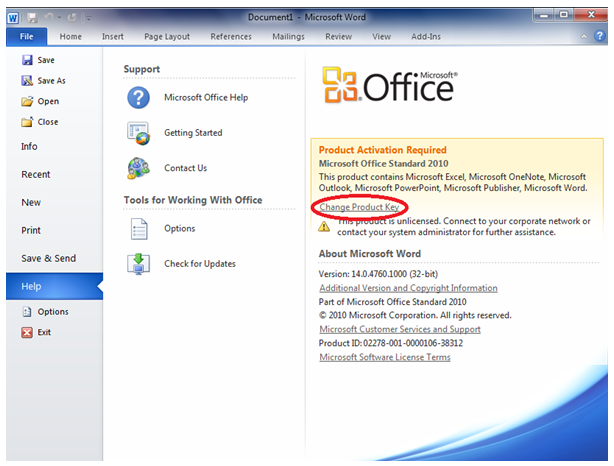 Document1 - Microsoft Word
File Home Insert Page Layout References Mailings Review View Add-Ins
Save
Save As
Open
Close
Info
Recent
New
Print
Save & Send
Help
Options
Exit
Support
Microsoft Office Help
Getting Started
Contact Us
Tools for Working With Office
Options
Check for Updates
Microsoft®
Office
Product Activation Required
Microsoft Office Standard 2010
This product contains Microsoft Excel, Microsoft OneNote, Microsoft
Outlook, Microsoft PowerPoint, Microsoft Publisher, Microsoft Word.
Change Product Key
This product is unlicensed. Connect to your corporate network or
contact your system administrator for further assistance.
About Microsoft Word
Version: 14.0.4760.1000 (32-bit)
Additional Version and Copyright Information
Part of Microsoft Office Standard 2010
© 2010 Microsoft Corporation. All rights reserved.
Microsoft Customer Services and Support
Product ID: 02278-001-0000106-38312
Microsoft Software License Terms